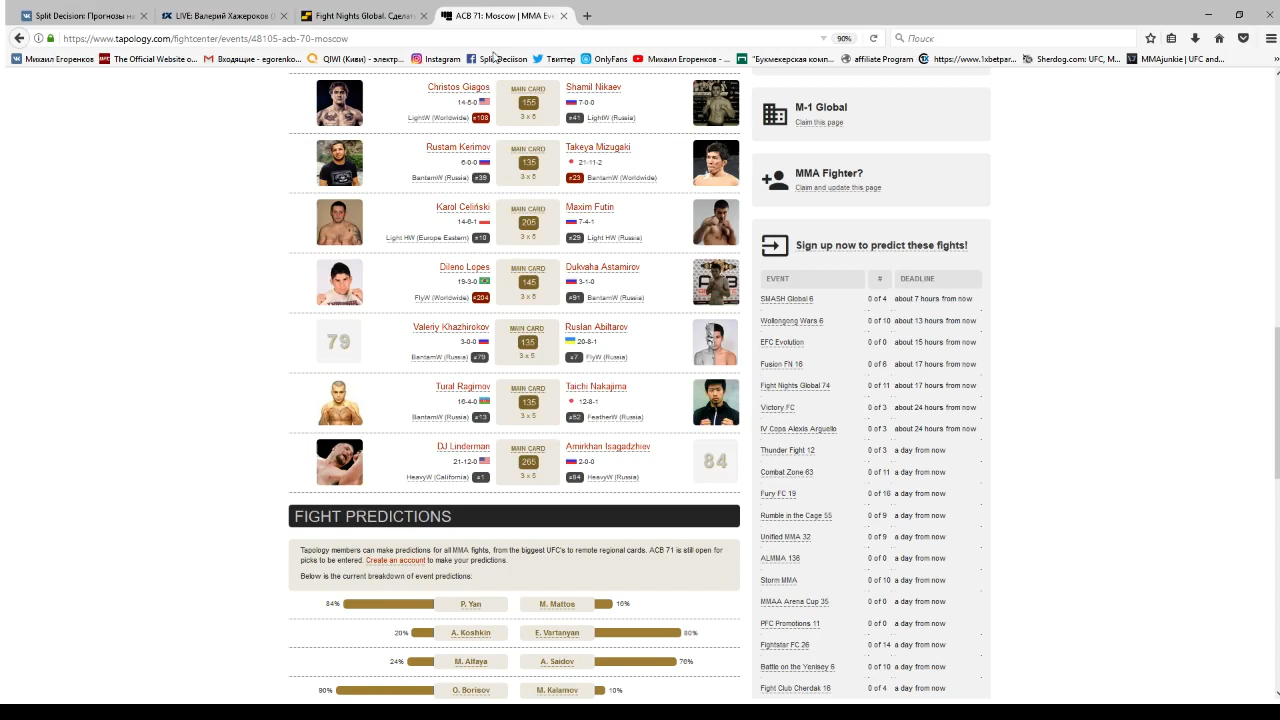 Split Decision: Прогнозы на
LIVE: Валерий Хажероков (
Fight Nights Global. Сделать
ACB 71: Moscow | MMA Eve
https://www.tapology.com/fightcenter/events/48105-acb-70-moscow
90%
Поиск
Михаил Егоренков
The Official Website o...
Входящие - egorenko...
QIWI (Киви) - электр...
Instagram
Split Decision
Твиттер
OnlyFans
Михаил Егоренков - ...
"Букмекерская комп...
affiliate Program
https://www.1xbetpar...
Sherdog.com: UFC, M...
MMAjunkie | UFC and...
Christos Giagos MAIN CARD Shamil Nikaev
155 7-0-0
LightW (Worldwide) #108 3 x 5 #41 LightW (Russia)
Rustam Kerimov MAIN CARD Takeya Mizugaki
6-0-0 135 21-11-2
BantamW (Russia) #39 3 x 5 #23 BantamW (Worldwide)
Karol Celiński MAIN CARD Maxim Futin
14-6-1 205 7-4-1
Light HW (Europe Eastern) #10 3 x 5 #29 Light HW (Russia)
Dileno Lopes MAIN CARD Dukvaha Astamirov
19-3-0 145 3-1-0
FlyW (Worldwide) #204 3 x 5 #91 BantamW (Russia)
79 Valeriy Khazhirokov MAIN CARD Ruslan Abiltarov
3-0-0 135 20-8-1
BantamW (Russia) #79 3 x 5 #7 FlyW (Russia)
Tural Ragimov MAIN CARD Taichi Nakajima
16-4-0 135 12-8-1
BantamW (Russia) #13 3 x 5 #52 FeatherW (Russia)
DJ Linderman MAIN CARD Amirkhan Isagadzhiev
21-12-0 265 2-0-0 84
HeavyW (California) #1 3 x 5 #84 HeavyW (Russia)
FIGHT PREDICTIONS
Tapology members can make predictions for all MMA fights, from the biggest UFC's to remote regional cards. ACB 71 is still open for
picks to be entered. Create an account to make your predictions.
Below is the current breakdown of event predictions:
84% P. Yan M. Mattos 16%
20% A. Koshkin E. Vartanyan 80%
24% M. Alfaya A. Saidov 76%
90% O. Borisov M. Kalamov 10%
M-1 Global
Claim this page
MMA Fighter?
Claim and update this page
Sign up now to predict these fights!
EVENT # DEADLINE
SMASH Global 6 0 of 4 about 7 hours from now
Wollongong Wars 6 0 of 10 about 13 hours from now
EFC Evolution 0 of 0 about 15 hours from now
Fusion FN 16 0 of 6 about 17 hours from now
Fight Nights Global 74 0 of 11 about 17 hours from now
Victory FC 0 of 3 about 24 hours from now
IV Cops Alexis Arguello 0 of 3 about 24 hours from now
Thunder Fight 12 0 of 3 a day from now
Combat Zone 63 0 of 11 a day from now
Fury FC 19 0 of 16 a day from now
Rumble in the Cage 55 0 of 9 a day from now
Unified MMA 32 0 of 9 a day from now
ALMMA 136 0 of 0 a day from now
Storm MMA 0 of 10 a day from now
MMAA Arena Cup 35 0 of 0 a day from now
PFC Promotions 11 0 of 0 a day from now
Fightstar FC 26 0 of 14 a day from now
Battle on the Yenisey 6 0 of 10 a day from now
Fight Club Cherdak 16 0 of 4 a day from now